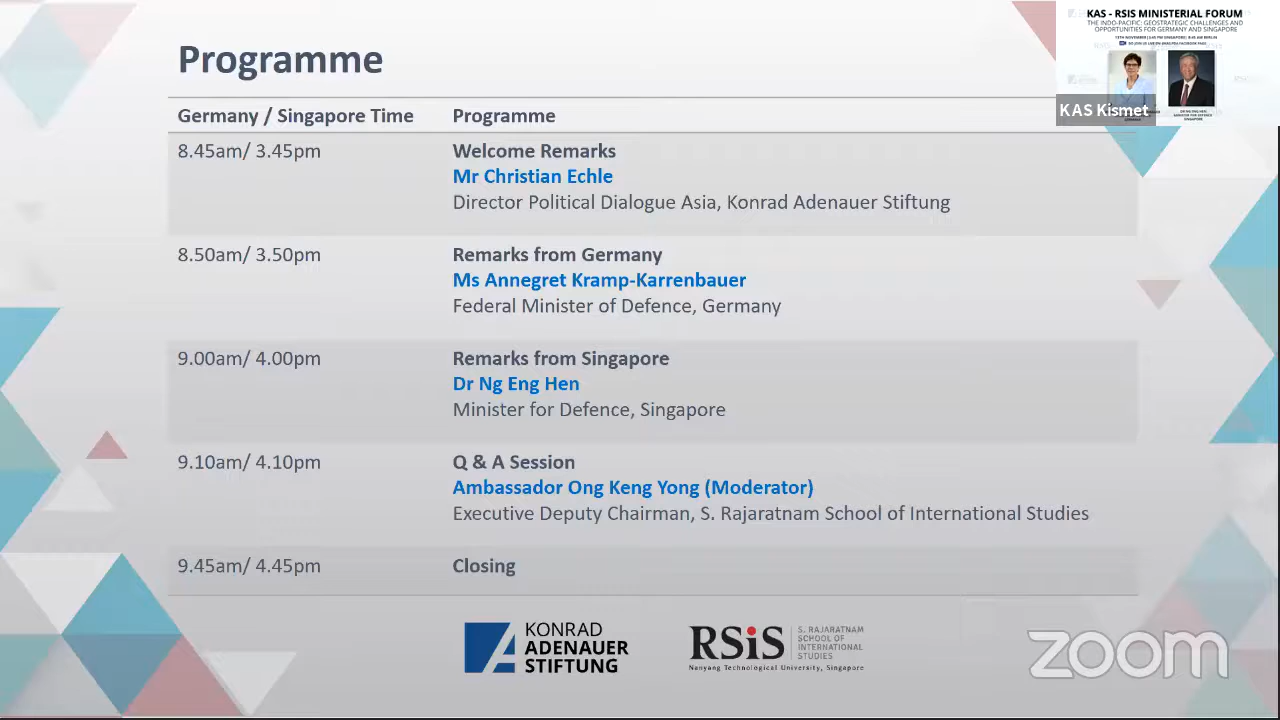 Programme
Germany / Singapore Time
Programme
8.45am/ 3.45pm
Welcome Remarks
Mr Christian Echle
Director Political Dialogue Asia, Konrad Adenauer Stiftung
8.50am/ 3.50pm
Remarks from Germany
Ms Annegret Kramp-Karrenbauer
Federal Minister of Defence, Germany
9.00am/ 4.00pm
Remarks from Singapore
Dr Ng Eng Hen
Minister for Defence, Singapore
9.10am/ 4.10pm
Q & A Session
Ambassador Ong Keng Yong (Moderator)
Executive Deputy Chairman, S. Rajaratnam School of International Studies
9.45am/ 4.45pm
Closing
KONRAD
ADENAUER
STIFTUNG
RSiS
S. RAJARATNAM
SCHOOL OF
INTERNATIONAL
STUDIES
Nanyang Technological University, Singapore
zoom
KAS - RSIS MINISTERIAL FORUM
THE INDO-PACIFIC: GEOSTRATEGIC CHALLENGES AND
OPPORTUNITIES FOR GERMANY AND SINGAPORE
KAS Kismet